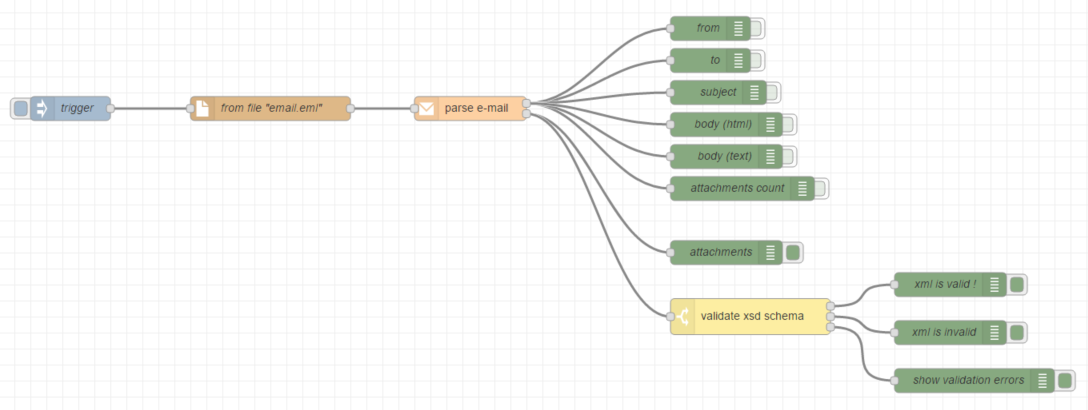 from
to
subject
trigger
from file "email.eml"
parse e-mail
body (html)
body (text)
attachments count
attachments
xml is valid !
validate xsd schema
xml is invalid
show validation errors